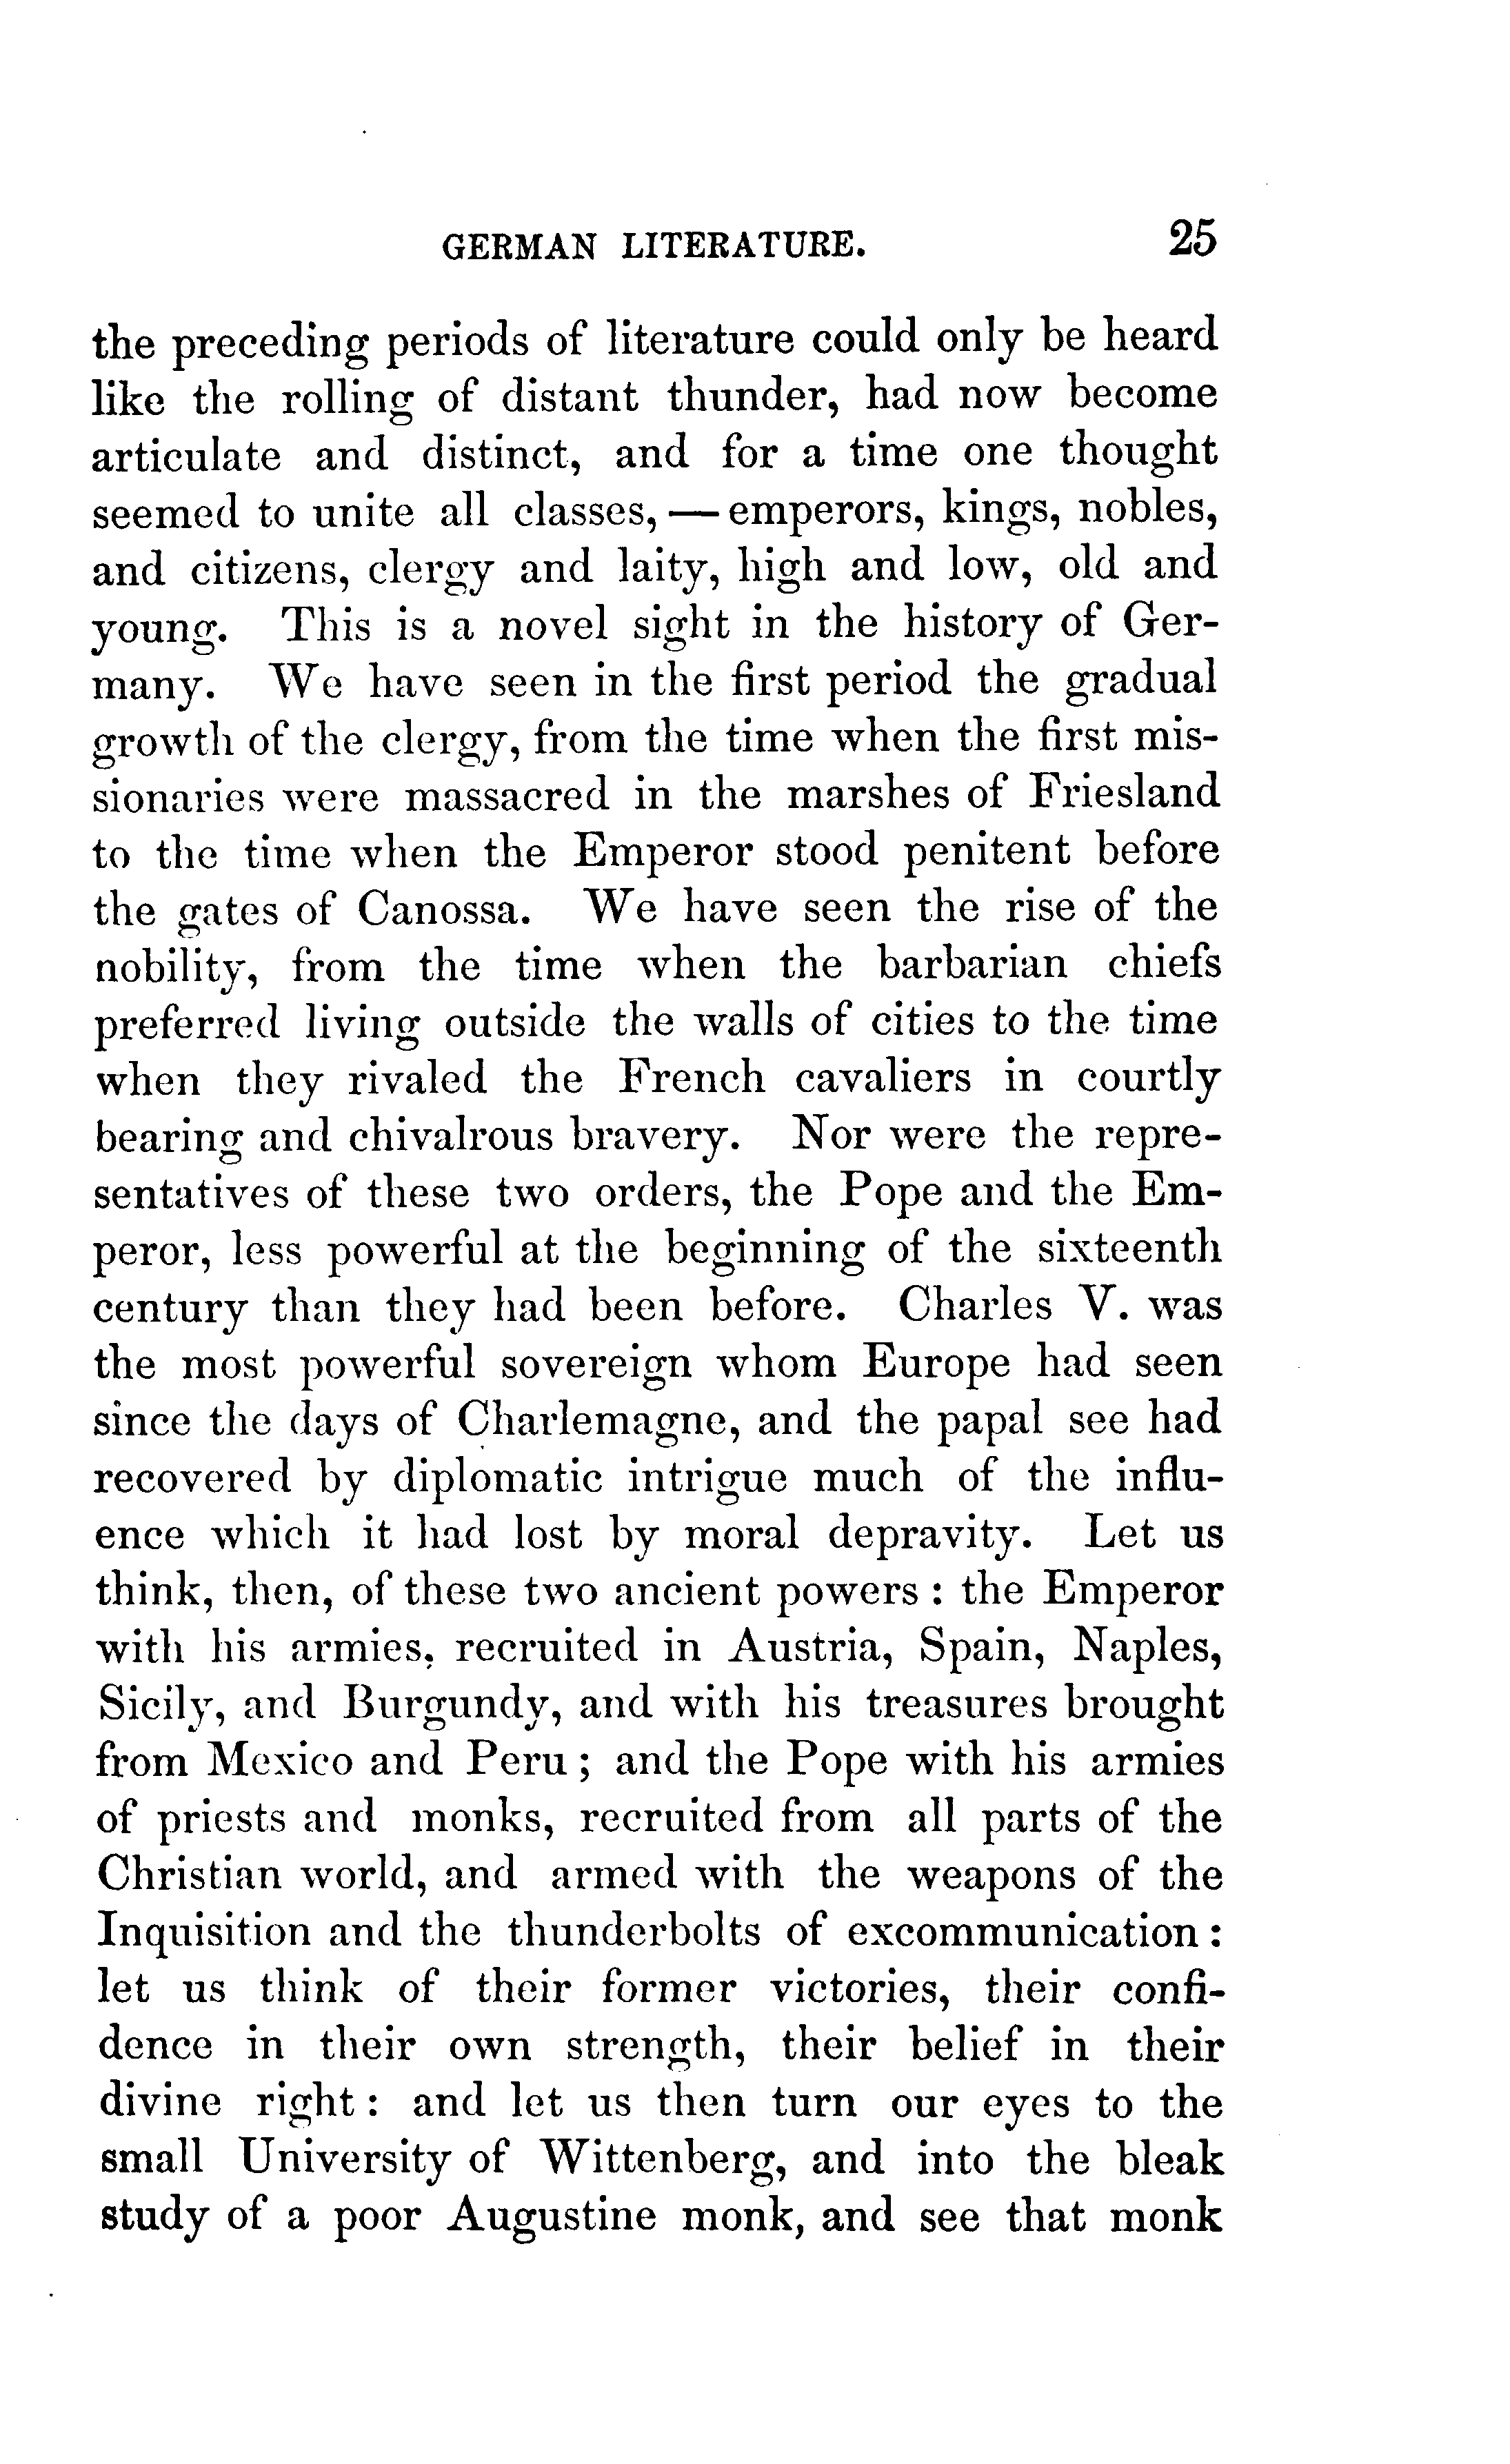 GERMAN LITERATURE. 25
the preceding periods of literature could only be heard
like the rolling of distant thunder, had now become
articulate and distinct, and for a time one thought
seemed to unite all classes, — emperors, kings, nobles,
and citizens, clergy and laity, high and low, old and
young. This is a novel sight in the history of Ger-
many. We have seen in the first period the gradual
growth of the clergy, from the time when the first mis-
sionaries were massacred in the marshes of Friesland
to the time when the Emperor stood penitent before
the gates of Canossa. We have seen the rise of the
nobility, from the time when the barbarian chiefs
preferred living outside the walls of cities to the time
when they rivaled the French cavaliers in courtly
bearing and chivalrous bravery. Nor were the repre-
sentatives of these two orders, the Pope and the Em-
peror, less powerful at the beginning of the sixteenth
century than they had been before. Charles V. was
the most powerful sovereign whom Europe had seen
since the days of Charlemagne, and the papal see had
recovered by diplomatic intrigue much of the influ-
ence which it had lost by moral depravity. Let us
think, then, of these two ancient powers : the Emperor
with his armies, recruited in Austria, Spain, Naples,
Sicily, and Burgundy, and with his treasures brought
from Mexico and Peru ; and the Pope with his armies
of priests and monks, recruited from all parts of the
Christian world, and armed with the weapons of the
Inquisition and the thunderbolts of excommunication :
let us think of their former victories, their confi-
dence in their own strength, their belief in their
divine right : and let us then turn our eyes to the
small University of Wittenberg, and into the bleak
study of a poor Augustine monk, and see that monk